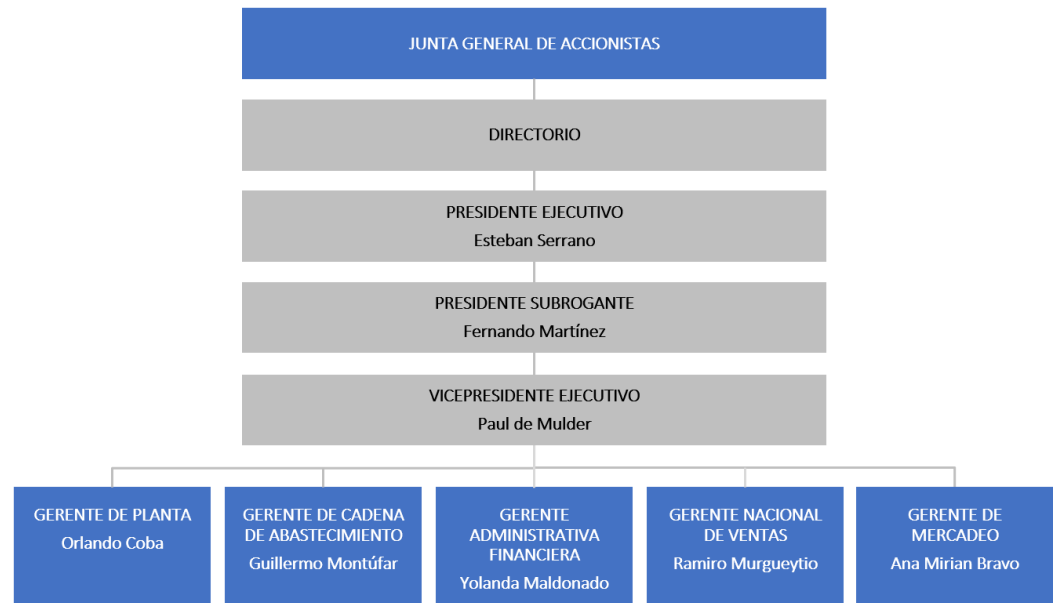 JUNTA GENERAL DE ACCIONISTAS
DIRECTORIO
PRESIDENTE EJECUTIVO
Esteban Serrano
PRESIDENTE SUBROGANTE
Fernando Martínez
VICEPRESIDENTE EJECUTIVO
Paul de Mulder
GERENTE DE PLANTA
Orlando Coba
GERENTE DE CADENA
DE ABASTECIMIENTO
Guillermo Montúfar
GERENTE
ADMINISTRATIVA
FINANCIERA
Yolanda Maldonado
GERENTE NACIONAL
DE VENTAS
Ramiro Murgueytio
GERENTE DE
MERCADEO
Ana Mirian Bravo